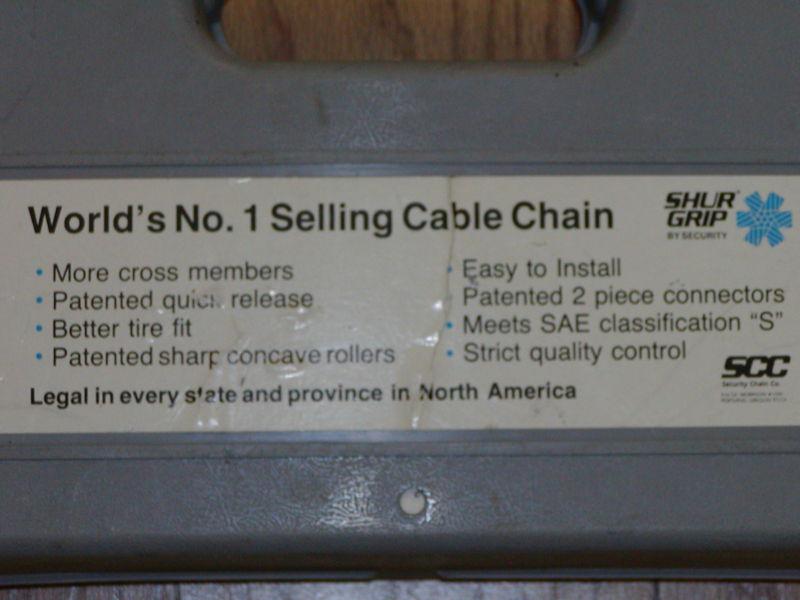 World's No. 1 Selling Cable Chain
SHUR GRIP
BY SECURITY
• More cross members
• Patented quick release
• Better tire fit
• Patented sharp concave rollers
• Easy to Install
Patented 2 piece connectors
• Meets SAE classification "S"
• Strict quality control
Legal in every state and province in North America
SCC
Security Chain Co.